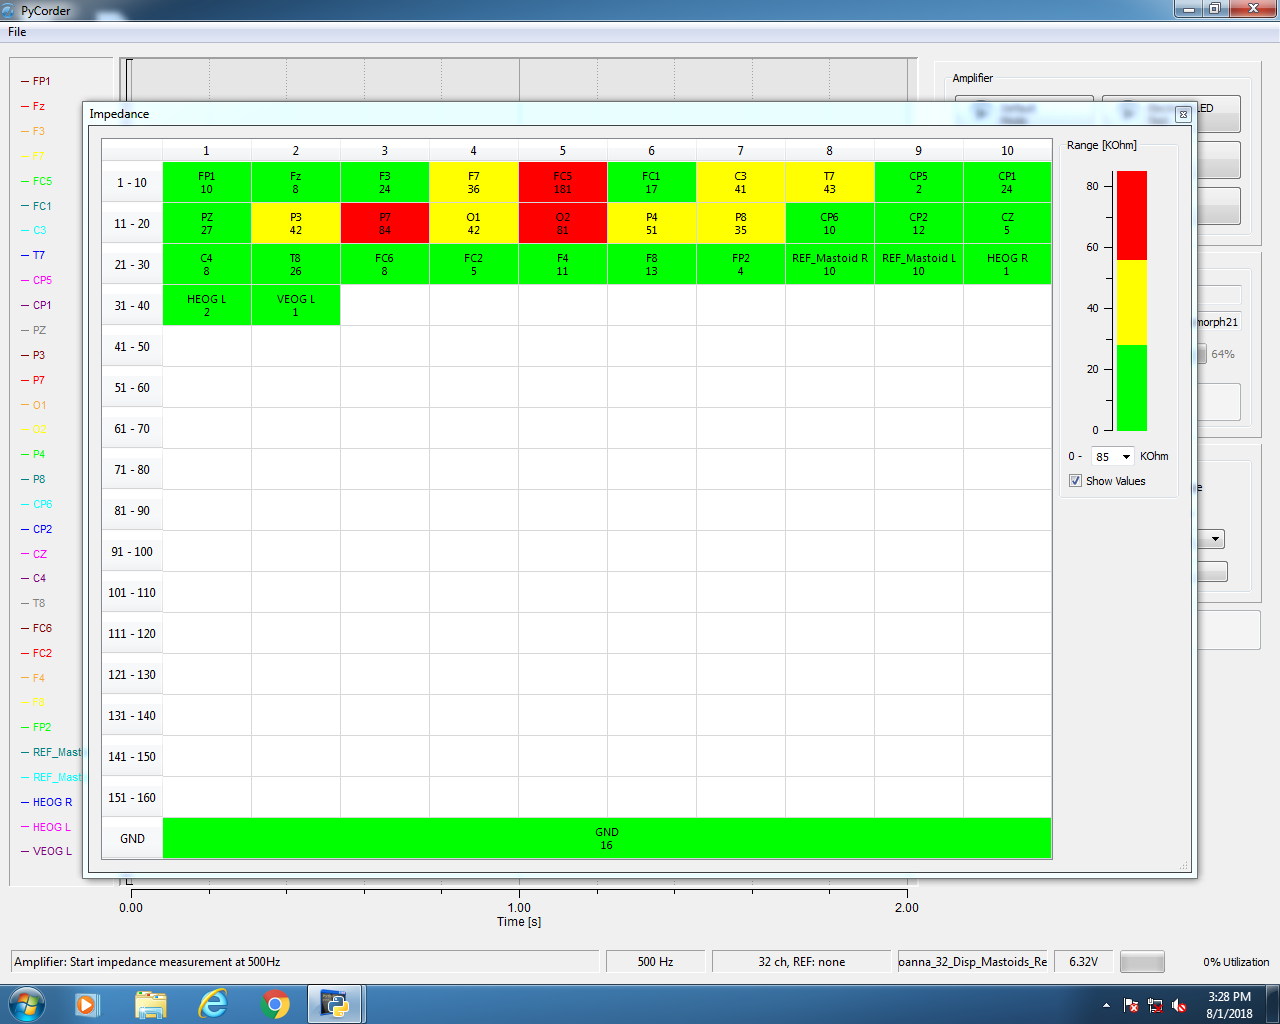 PyCorder
File
FP1
Fz
F3
F7
FC5
FC1
C3
T7
CP5
CP1
PZ
P3
P7
O1
O2
P4
P8
CP6
CP2
CZ
C4
T8
FC6
FC2
F4
F8
FP2
REF_Mast
REF_Mast
HEOG R
HEOG L
VEOG L
Amplifier
LED
morph21
64%
Impedance
1 2 3 4 5 6 7 8 9 10
1 - 10
FP1 Fz F3 F7 FC5 FC1 C3 T7 CP5 CP1
10 8 24 36 181 17 41 43 2 24
11 - 20
PZ P3 P7 O1 O2 P4 P8 CP6 CP2 CZ
27 42 84 42 81 51 35 10 12 5
21 - 30
C4 T8 FC6 FC2 F4 F8 FP2 REF_Mastoid R REF_Mastoid L HEOG R
8 26 8 5 11 13 4 10 10 1
31 - 40
HEOG L VEOG L
2 1
41 - 50
51 - 60
61 - 70
71 - 80
81 - 90
91 - 100
101 - 110
111 - 120
121 - 130
131 - 140
141 - 150
151 - 160
GND
GND
16
Range [KOhm]
80
60
40
20
0
0 - 85 KOhm
Show Values
0.00 1.00 2.00
Time [s]
Amplifier: Start impedance measurement at 500Hz
500 Hz
32 ch, REF: none
oanna_32_Disp_Mastoids_Re
6.32V
0% Utilization
3:28 PM
8/1/2018